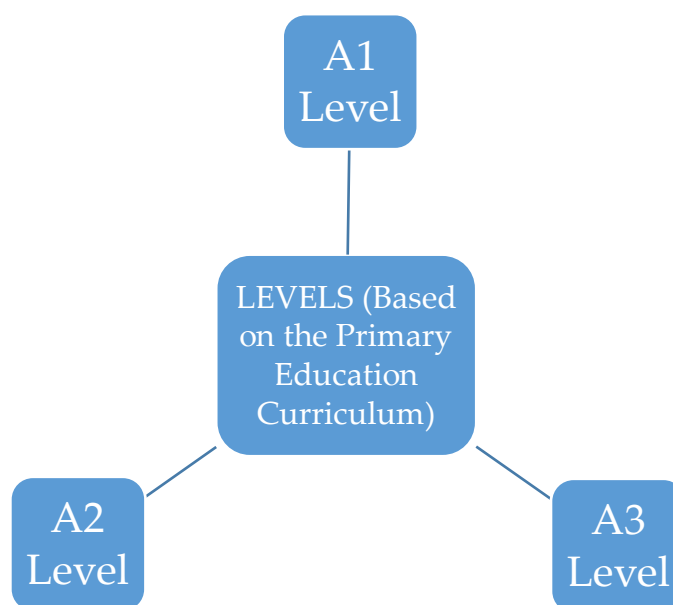 A1
Level
LEVELS (Based
on the Primary
Education
Curriculum)
A2
Level
A3
Level